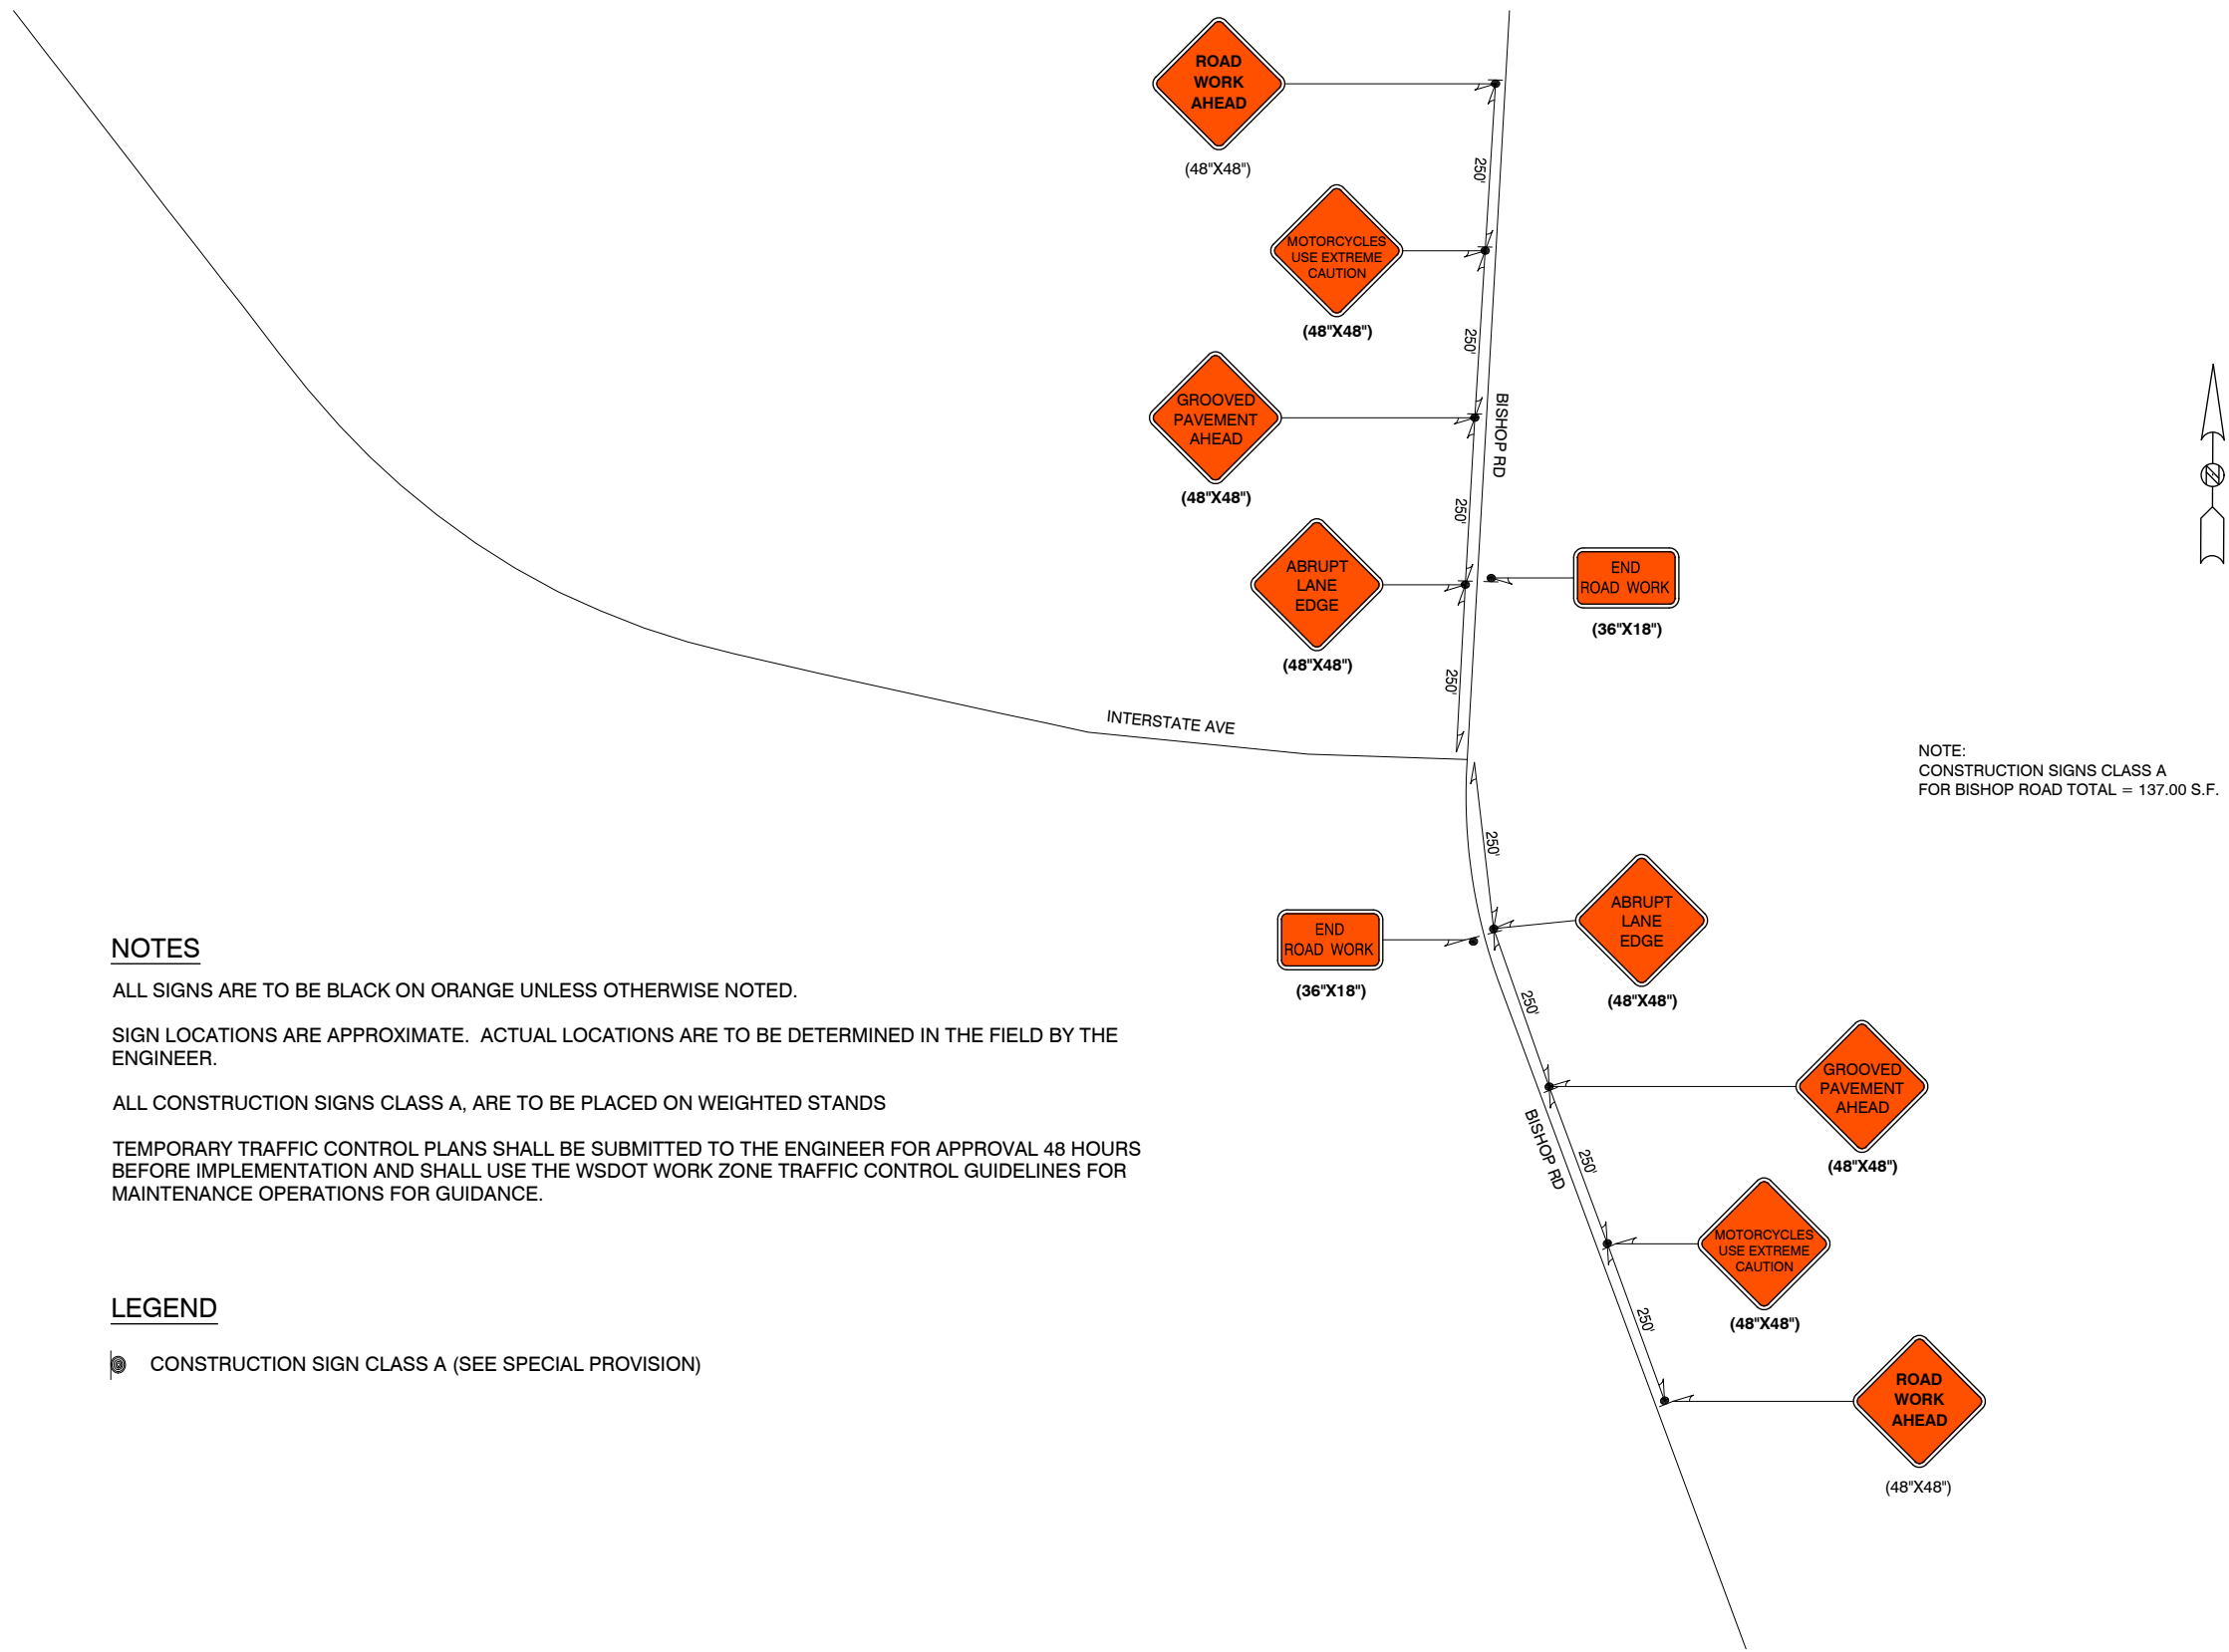 ROAD
WORK
AHEAD
(48"X48")
250'
MOTORCYCLES
USE EXTREME
CAUTION
(48"X48")
250'
GROOVED
PAVEMENT
AHEAD
(48"X48")
BISHOP RD
250'
ABRUPT
LANE
EDGE
(48"X48")
END
ROAD WORK
(36"X18")
250'
INTERSTATE AVE
NOTE:
CONSTRUCTION SIGNS CLASS A
FOR BISHOP ROAD TOTAL = 137.00 S.F.
250'
ABRUPT
LANE
EDGE
(48"X48")
END
ROAD WORK
(36"X18")
250'
GROOVED
PAVEMENT
AHEAD
(48"X48")
BISHOP RD
250'
MOTORCYCLES
USE EXTREME
CAUTION
(48"X48")
250'
ROAD
WORK
AHEAD
(48"X48")
NOTES
ALL SIGNS ARE TO BE BLACK ON ORANGE UNLESS OTHERWISE NOTED.
SIGN LOCATIONS ARE APPROXIMATE. ACTUAL LOCATIONS ARE TO BE DETERMINED IN THE FIELD BY THE
ENGINEER.
ALL CONSTRUCTION SIGNS CLASS A, ARE TO BE PLACED ON WEIGHTED STANDS
TEMPORARY TRAFFIC CONTROL PLANS SHALL BE SUBMITTED TO THE ENGINEER FOR APPROVAL 48 HOURS
BEFORE IMPLEMENTATION AND SHALL USE THE WSDOT WORK ZONE TRAFFIC CONTROL GUIDELINES FOR
MAINTENANCE OPERATIONS FOR GUIDANCE.
LEGEND
CONSTRUCTION SIGN CLASS A (SEE SPECIAL PROVISION)
N